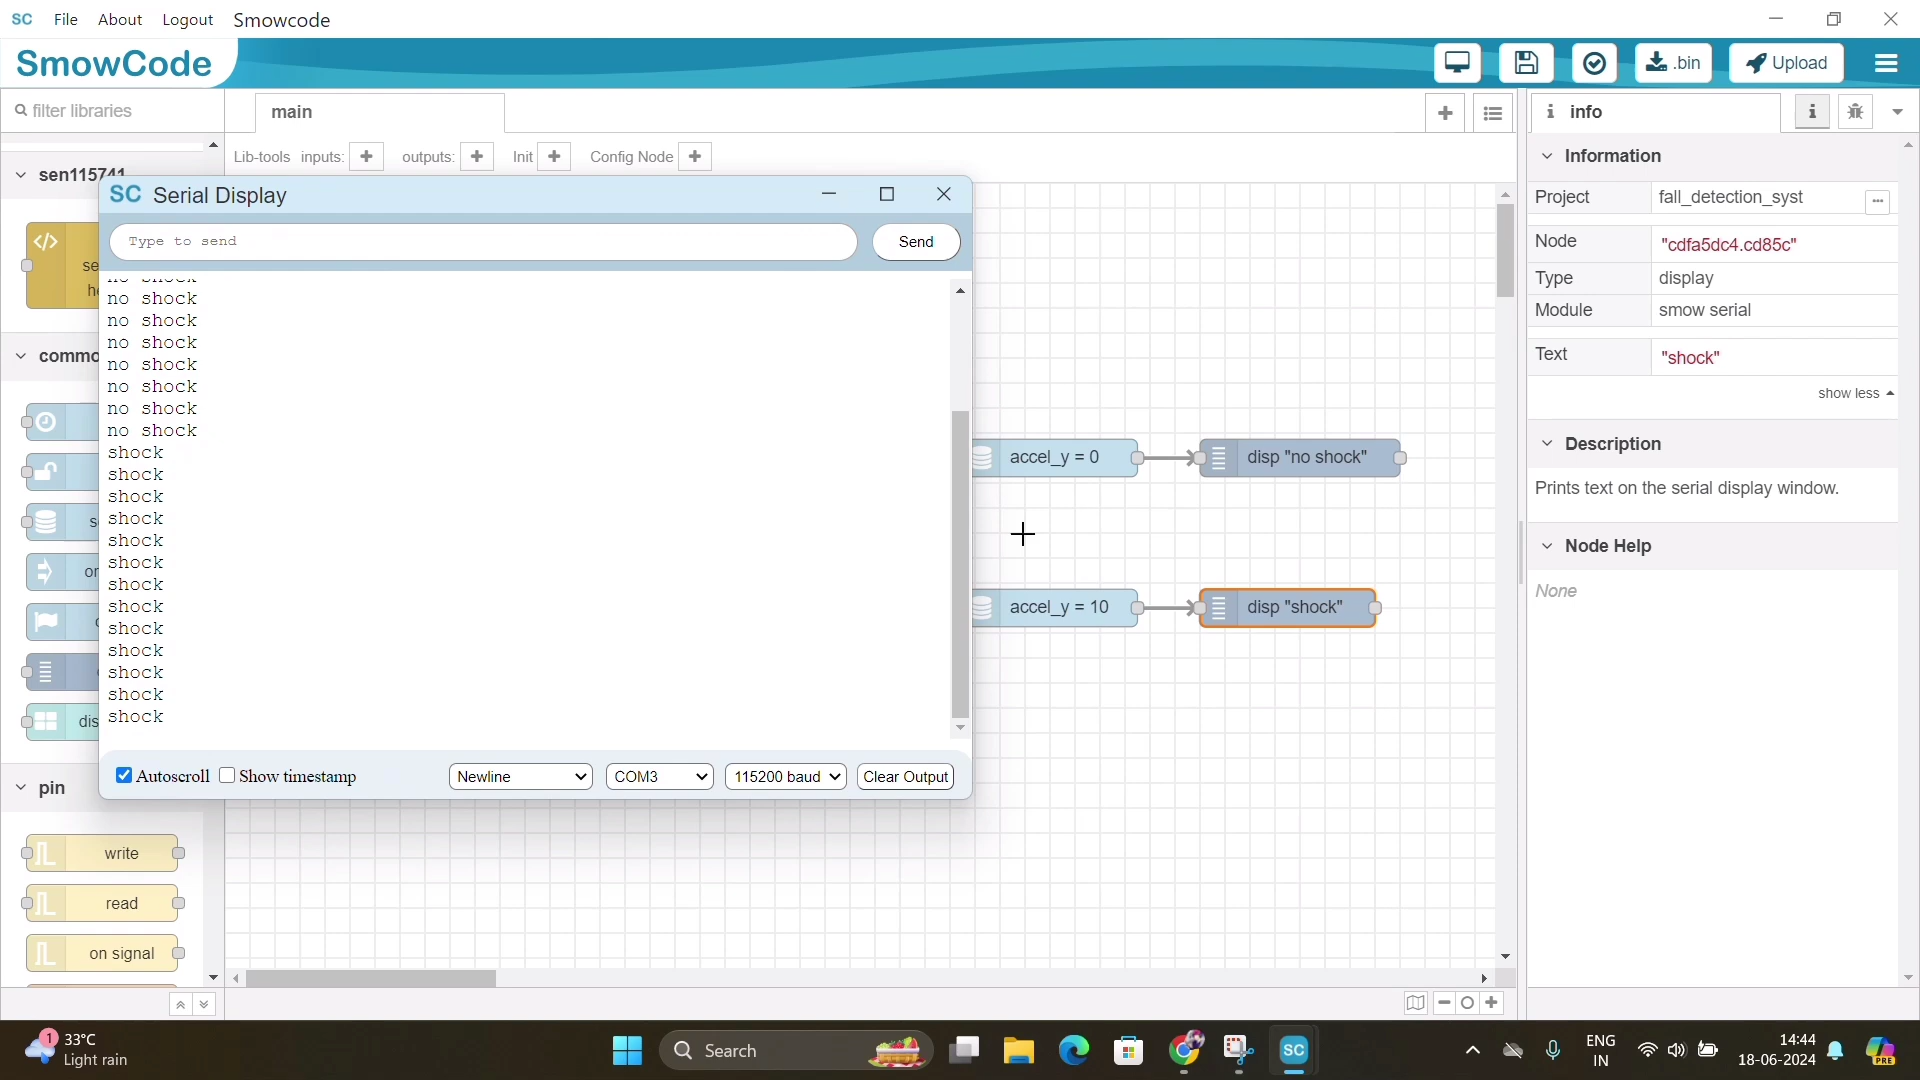 SC File About Logout Smowcode
SmowCode
.bin
Upload
filter libraries
main
info
Lib-tools inputs: outputs: Init Config Node
sen115741
SC Serial Display
Type to send
Send
no shock
no shock
no shock
no shock
no shock
no shock
no shock
no shock
shock
shock
shock
shock
shock
shock
shock
shock
shock
shock
shock
shock
shock
Autoscroll Show timestamp Newline COM3 115200 baud Clear Output
accel_y = 0
disp "no shock"
accel_y = 10
disp "shock"
pin
write
read
on signal
Information
Project fall_detection_syst ...
Node "cdfa5dc4.cd85c"
Type display
Module smow serial
Text "shock"
show less
Description
Prints text on the serial display window.
Node Help
None
1
33°C
Light rain
Search
SC
ENG
IN
14:44
18-06-2024
PRE